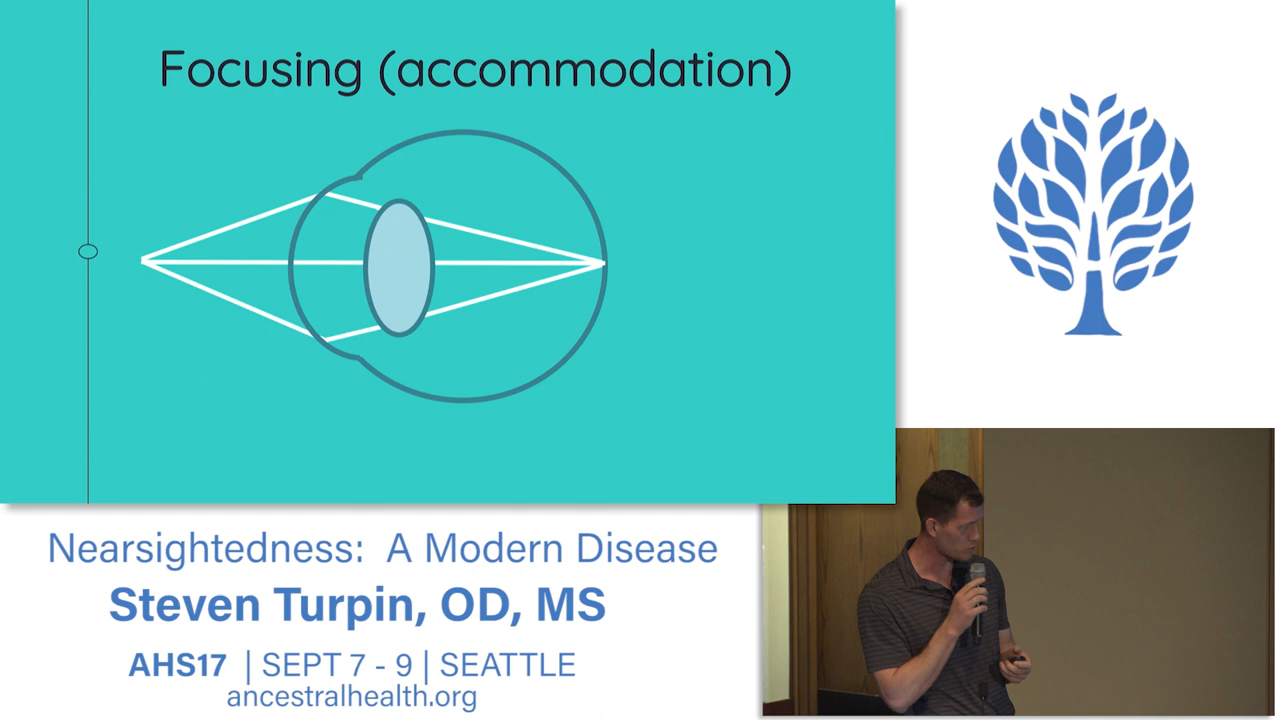 Focusing (accommodation)
Nearsightedness: A Modern Disease
Steven Turpin, OD, MS
AHS17 | SEPT 7 - 9 | SEATTLE
ancestralhealth.org